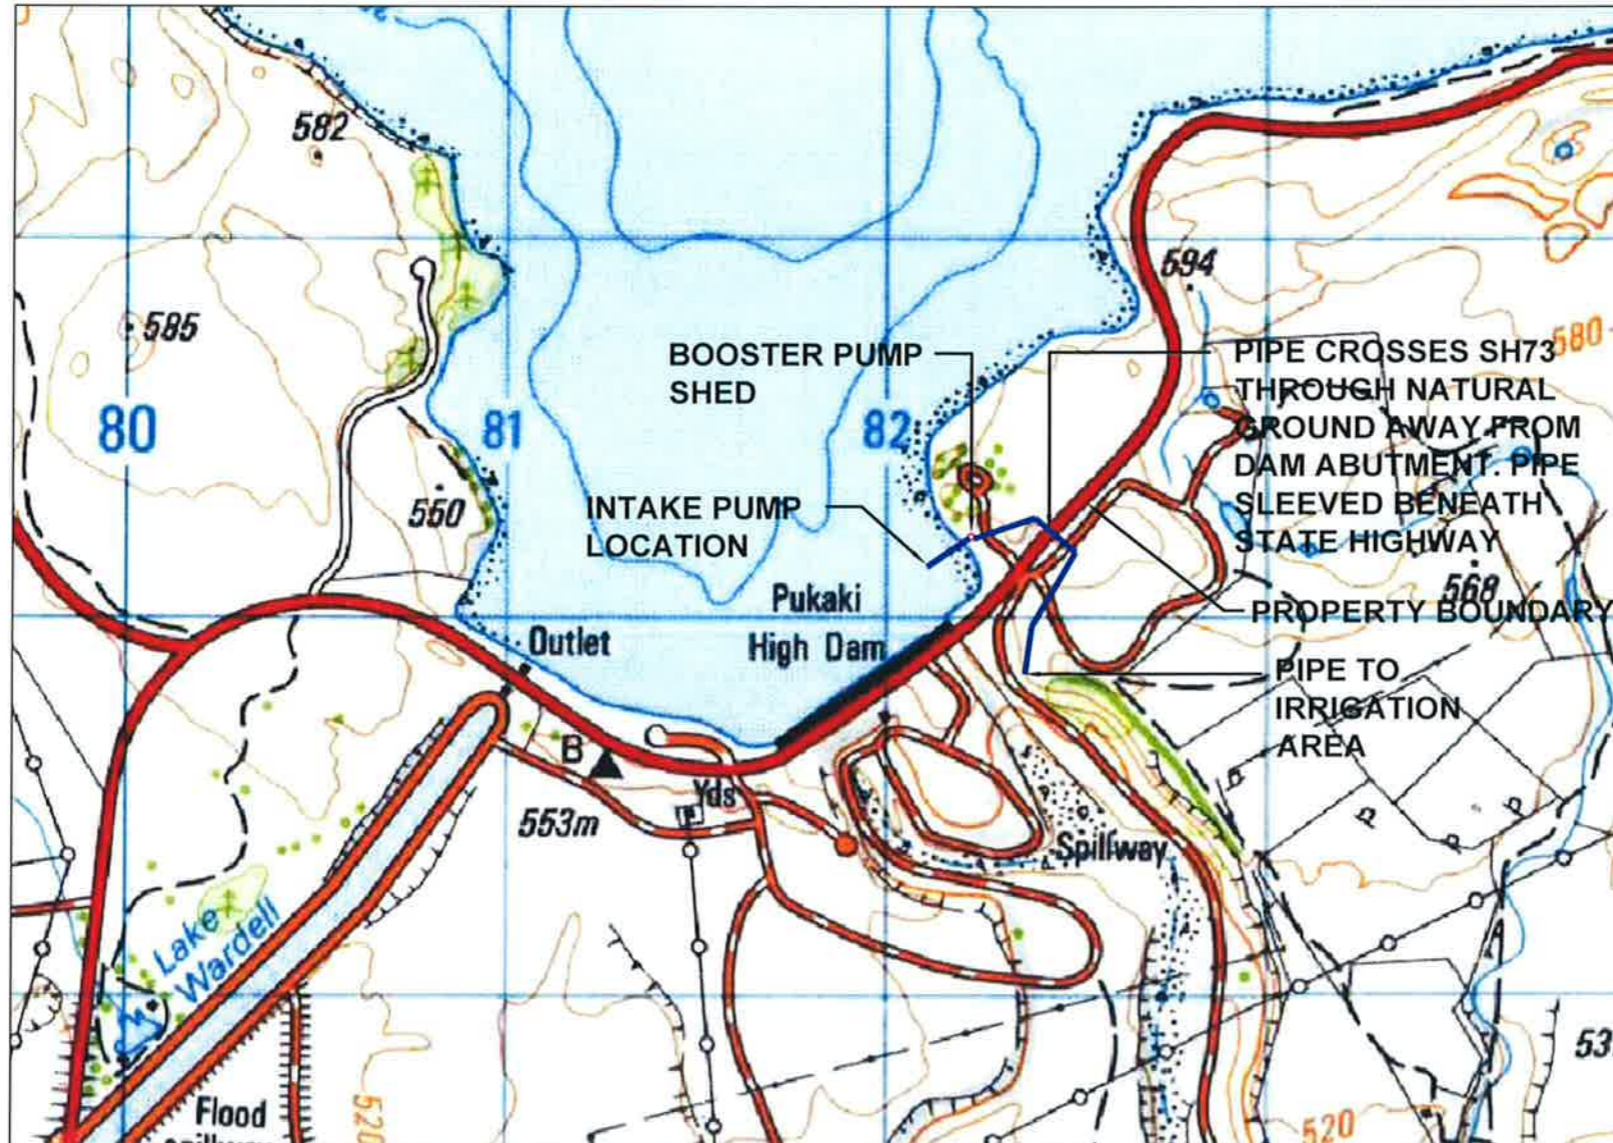 582
594
585
580
BOOSTER PUMP
SHED
PIPE CROSSES SH73
THROUGH NATURAL
GROUND AWAY FROM
DAM ABUTMENT. PIPE
SLEEVED BENEATH
STATE HIGHWAY
80
81
82
550
INTAKE PUMP
LOCATION
568
Pukaki
High Dam
PROPERTY BOUNDARY
Outlet
PIPE TO
IRRIGATION
AREA
B
553m
Yds
Spillway
Lake
Wardell
53
Flood
520
520